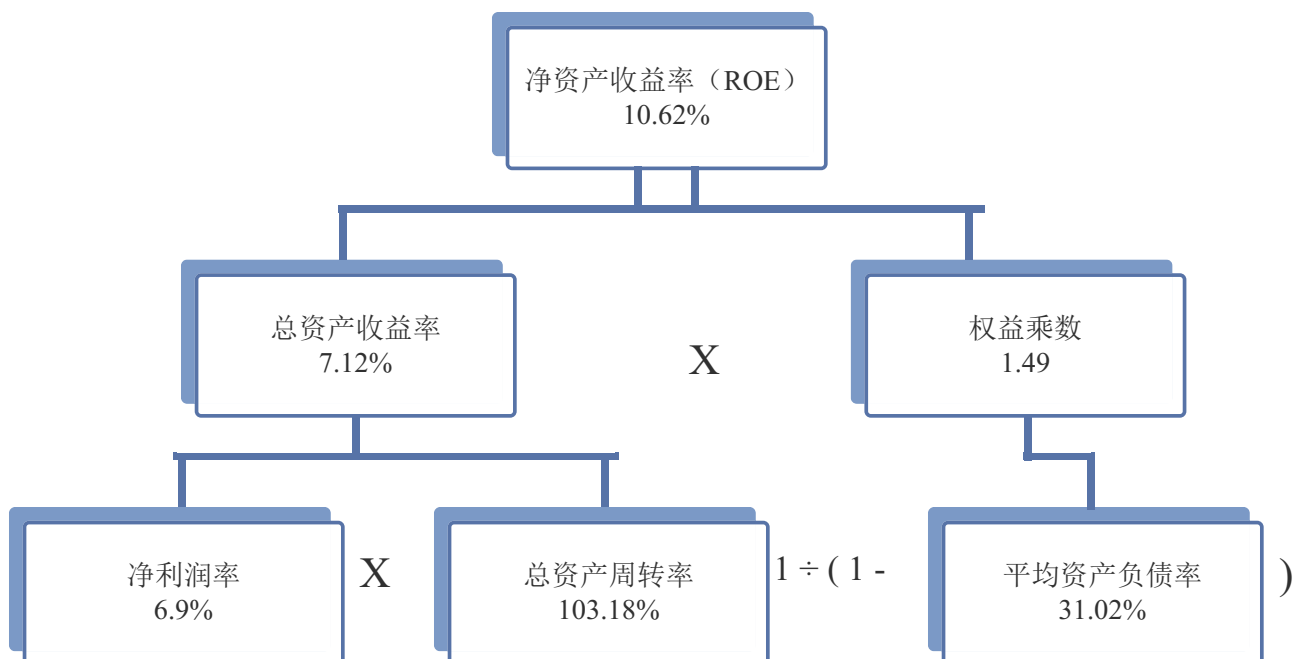 净资产收益率（ROE）
10.62%
总资产收益率
7.12%
X
权益乘数
1.49
净利润率
6.9%
X
总资产周转率
103.18%
1 ÷ ( 1 -
平均资产负债率
31.02%
)